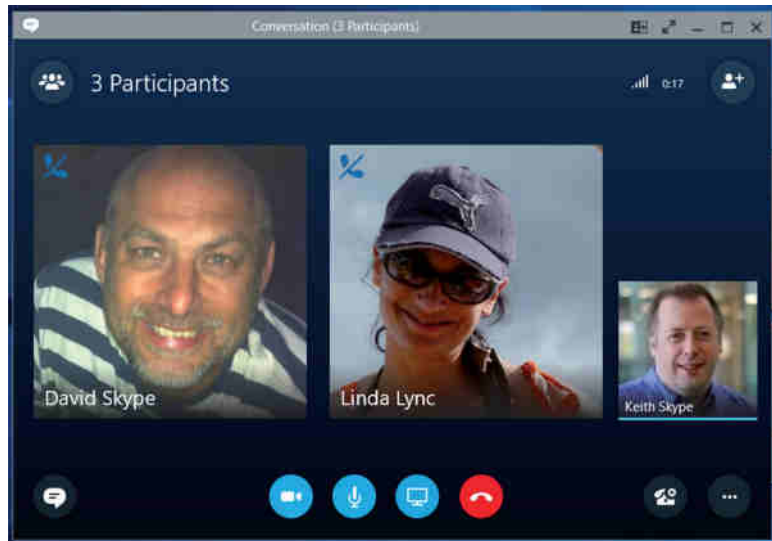 Conversation (3 Participants)
3 Participants
0:17
David Skype
Linda Lync
Keith Skype